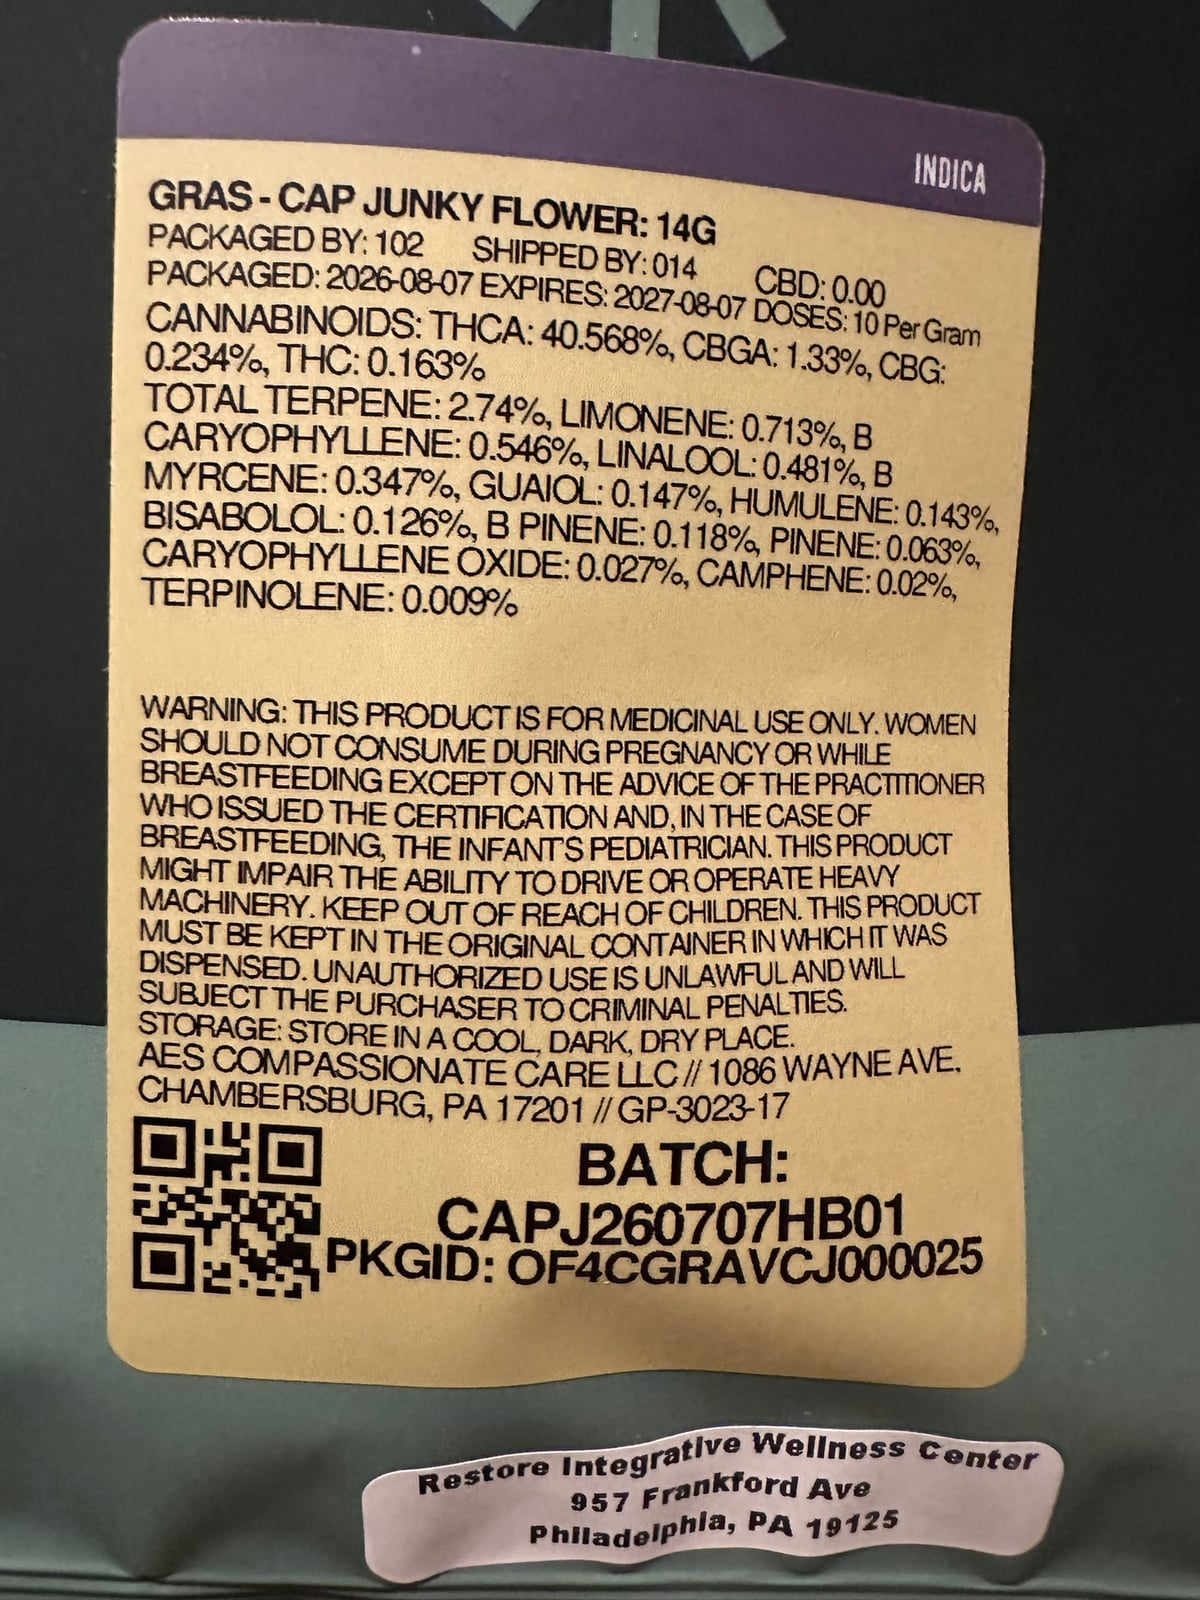 INDICA
GRAS - CAP JUNKY FLOWER: 14G
PACKAGED BY: 102 SHIPPED BY: 014 CBD: 0.00
PACKAGED: 2026-08-07 EXPIRES: 2027-08-07 DOSES: 10 Per Gram
CANNABINOIDS: THCA: 40.568%, CBGA: 1.33%, CBG:
0.234%, THC: 0.163%
TOTAL TERPENE: 2.74%, LIMONENE: 0.713%, B
CARYOPHYLLENE: 0.546%, LINALOOL: 0.481%, B
MYRCENE: 0.347%, GUAIOL: 0.147%, HUMULENE: 0.143%,
BISABOLOL: 0.126%, B PINENE: 0.118%, PINENE: 0.063%,
CARYOPHYLLENE OXIDE: 0.027%, CAMPHENE: 0.02%,
TERPINOLENE: 0.009%
WARNING: THIS PRODUCT IS FOR MEDICINAL USE ONLY. WOMEN
SHOULD NOT CONSUME DURING PREGNANCY OR WHILE
BREASTFEEDING EXCEPT ON THE ADVICE OF THE PRACTITIONER
WHO ISSUED THE CERTIFICATION AND, IN THE CASE OF
BREASTFEEDING, THE INFANT'S PEDIATRICIAN. THIS PRODUCT
MIGHT IMPAIR THE ABILITY TO DRIVE OR OPERATE HEAVY
MACHINERY. KEEP OUT OF REACH OF CHILDREN. THIS PRODUCT
MUST BE KEPT IN THE ORIGINAL CONTAINER IN WHICH IT WAS
DISPENSED. UNAUTHORIZED USE IS UNLAWFUL AND WILL
SUBJECT THE PURCHASER TO CRIMINAL PENALTIES.
STORAGE: STORE IN A COOL, DARK, DRY PLACE.
AES COMPASSIONATE CARE LLC // 1086 WAYNE AVE.
CHAMBERSBURG, PA 17201 // GP-3023-17
BATCH:
CAPJ260707HB01
PKGID: OF4CGRAVCJ000025
Restore Integrative Wellness Center
957 Frankford Ave
Philadelphia, PA 19125